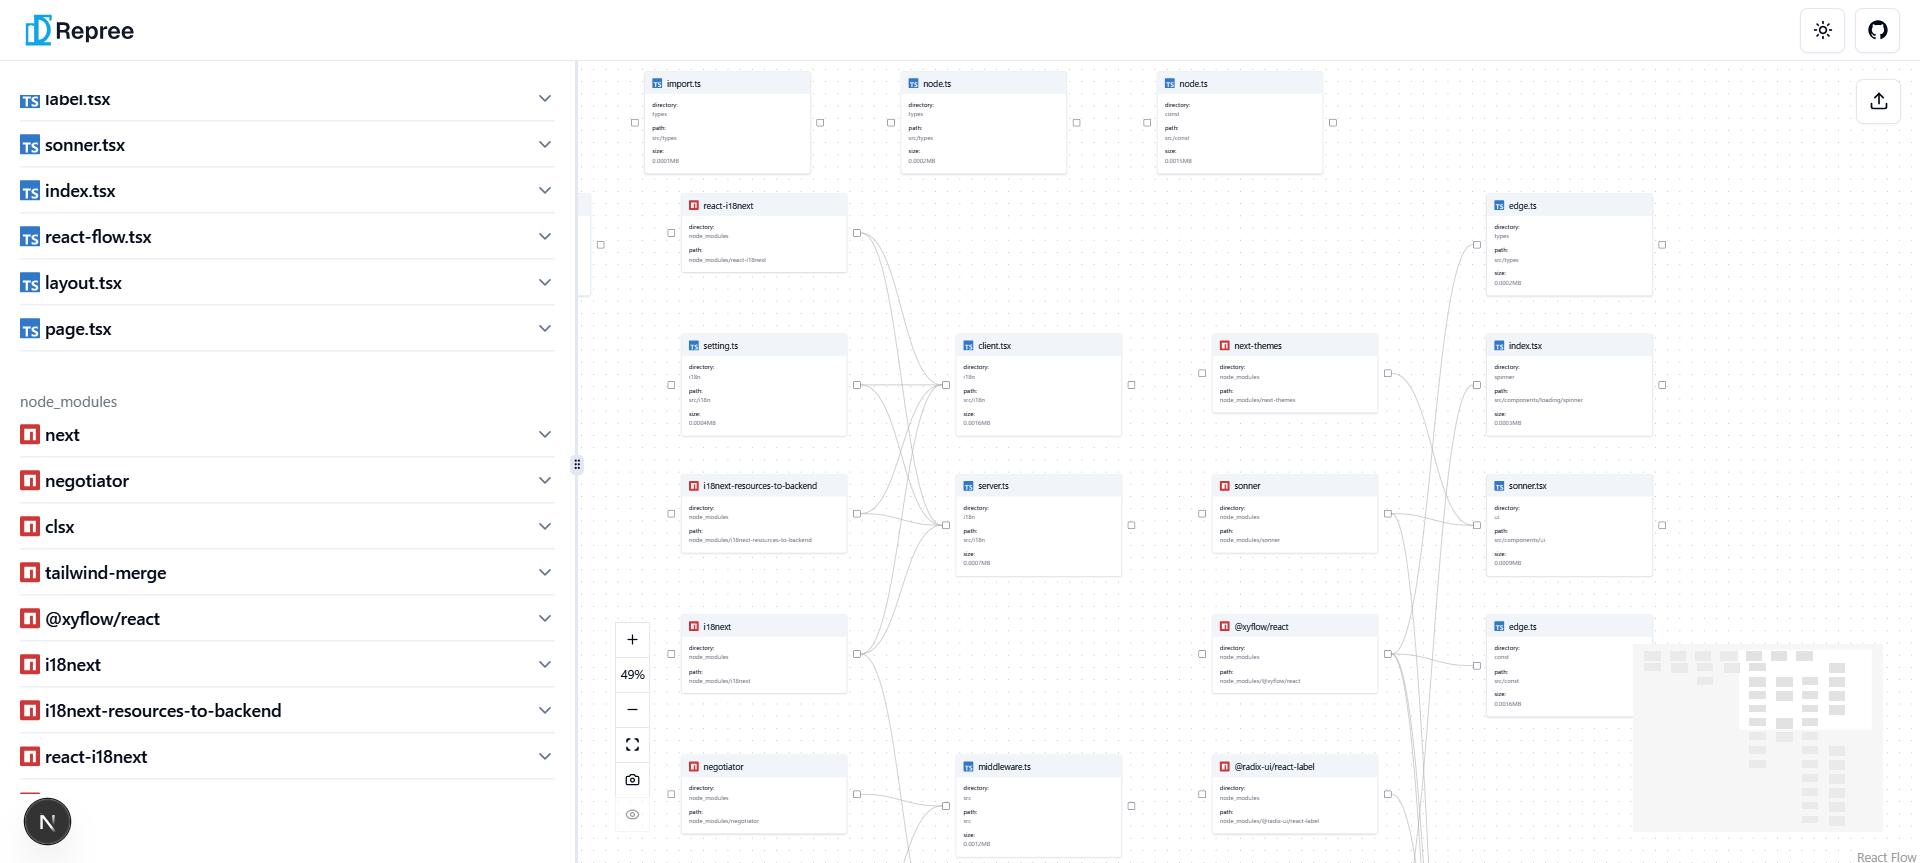 Repree
label.tsx
sonner.tsx
index.tsx
react-flow.tsx
layout.tsx
page.tsx
node_modules
next
negotiator
clsx
tailwind-merge
@xyflow/react
i18next
i18next-resources-to-backend
react-i18next
N
import.ts
directory:
types
path:
src/types
size:
0.0001MB
node.ts
directory:
types
path:
src/types
size:
0.0002MB
node.ts
directory:
const
path:
src/const
size:
0.0015MB
react-i18next
directory:
node_modules
path:
node_modules/react-i18next
edge.ts
directory:
types
path:
src/types
size:
0.0002MB
setting.ts
directory:
i18n
path:
src/i18n
size:
0.0004MB
client.tsx
directory:
i18n
path:
src/i18n
size:
0.0016MB
next-themes
directory:
node_modules
path:
node_modules/next-themes
index.tsx
directory:
spinner
path:
src/components/loading/spinner
size:
0.0003MB
i18next-resources-to-backend
directory:
node_modules
path:
node_modules/i18next-resources-to-backend
server.ts
directory:
i18n
path:
src/i18n
size:
0.0007MB
sonner
directory:
node_modules
path:
node_modules/sonner
sonner.tsx
directory:
ui
path:
src/components/ui
size:
0.0009MB
i18next
directory:
node_modules
path:
node_modules/i18next
@xyflow/react
directory:
node_modules
path:
node_modules/@xyflow/react
edge.ts
directory:
const
path:
src/const
size:
0.0036MB
negotiator
directory:
node_modules
path:
node_modules/negotiator
middleware.ts
directory:
src
path:
src
size:
0.0012MB
@radix-ui/react-label
directory:
node_modules
path:
node_modules/@radix-ui/react-label
49%
React Flow